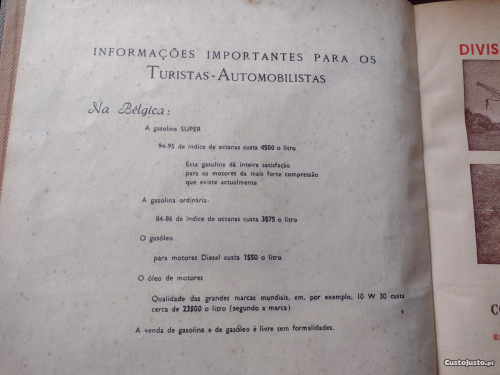 INFORMAÇÕES IMPORTANTES PARA OS
TURISTAS-AUTOMOBILISTAS
Na Bélgica:
A gasolina SUPER
94-95 de índice de octanas custa 4$00 o litro
Esta gasolina dá inteira satisfação
para os motores da mais forte compressão
que existe actualmente
A gasolina ordinária
84-86 de índice de octanas custa 3$75 o litro
O gasóleo
para motores Diesel custa 1$50 o litro
O óleo de motores
Qualidade das grandes marcas mundiais, em, por exemplo, 10 W 30 custa
cerca de 23$00 o litro (segundo a marca)
A venda de gasolina e de gasóleo é livre sem formalidades.
DIVIS
CustoJusto.pt